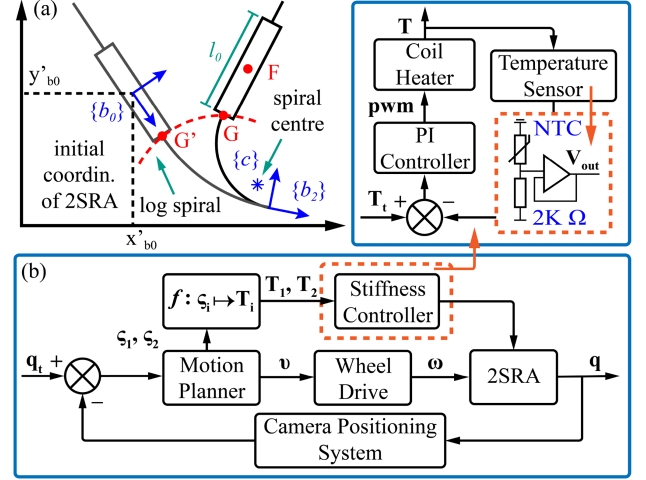 (a)
l₀
F
y'b0
{b₀}
spiral
centre
G'
G
{c}
initial
coordin.
of 2SRA
{b₂}
log spiral
x'b0
T
Coil
Heater
Temperature
Sensor
pwm
NTC
PI
Controller
Vout
Tt
+
−
2K Ω
(b)
f : ςi ↦ Ti
T₁, T₂
Stiffness
Controller
ς₁, ς₂
qt
+
−
Motion
Planner
υ
Wheel
Drive
ω
2SRA
q
Camera Positioning
System